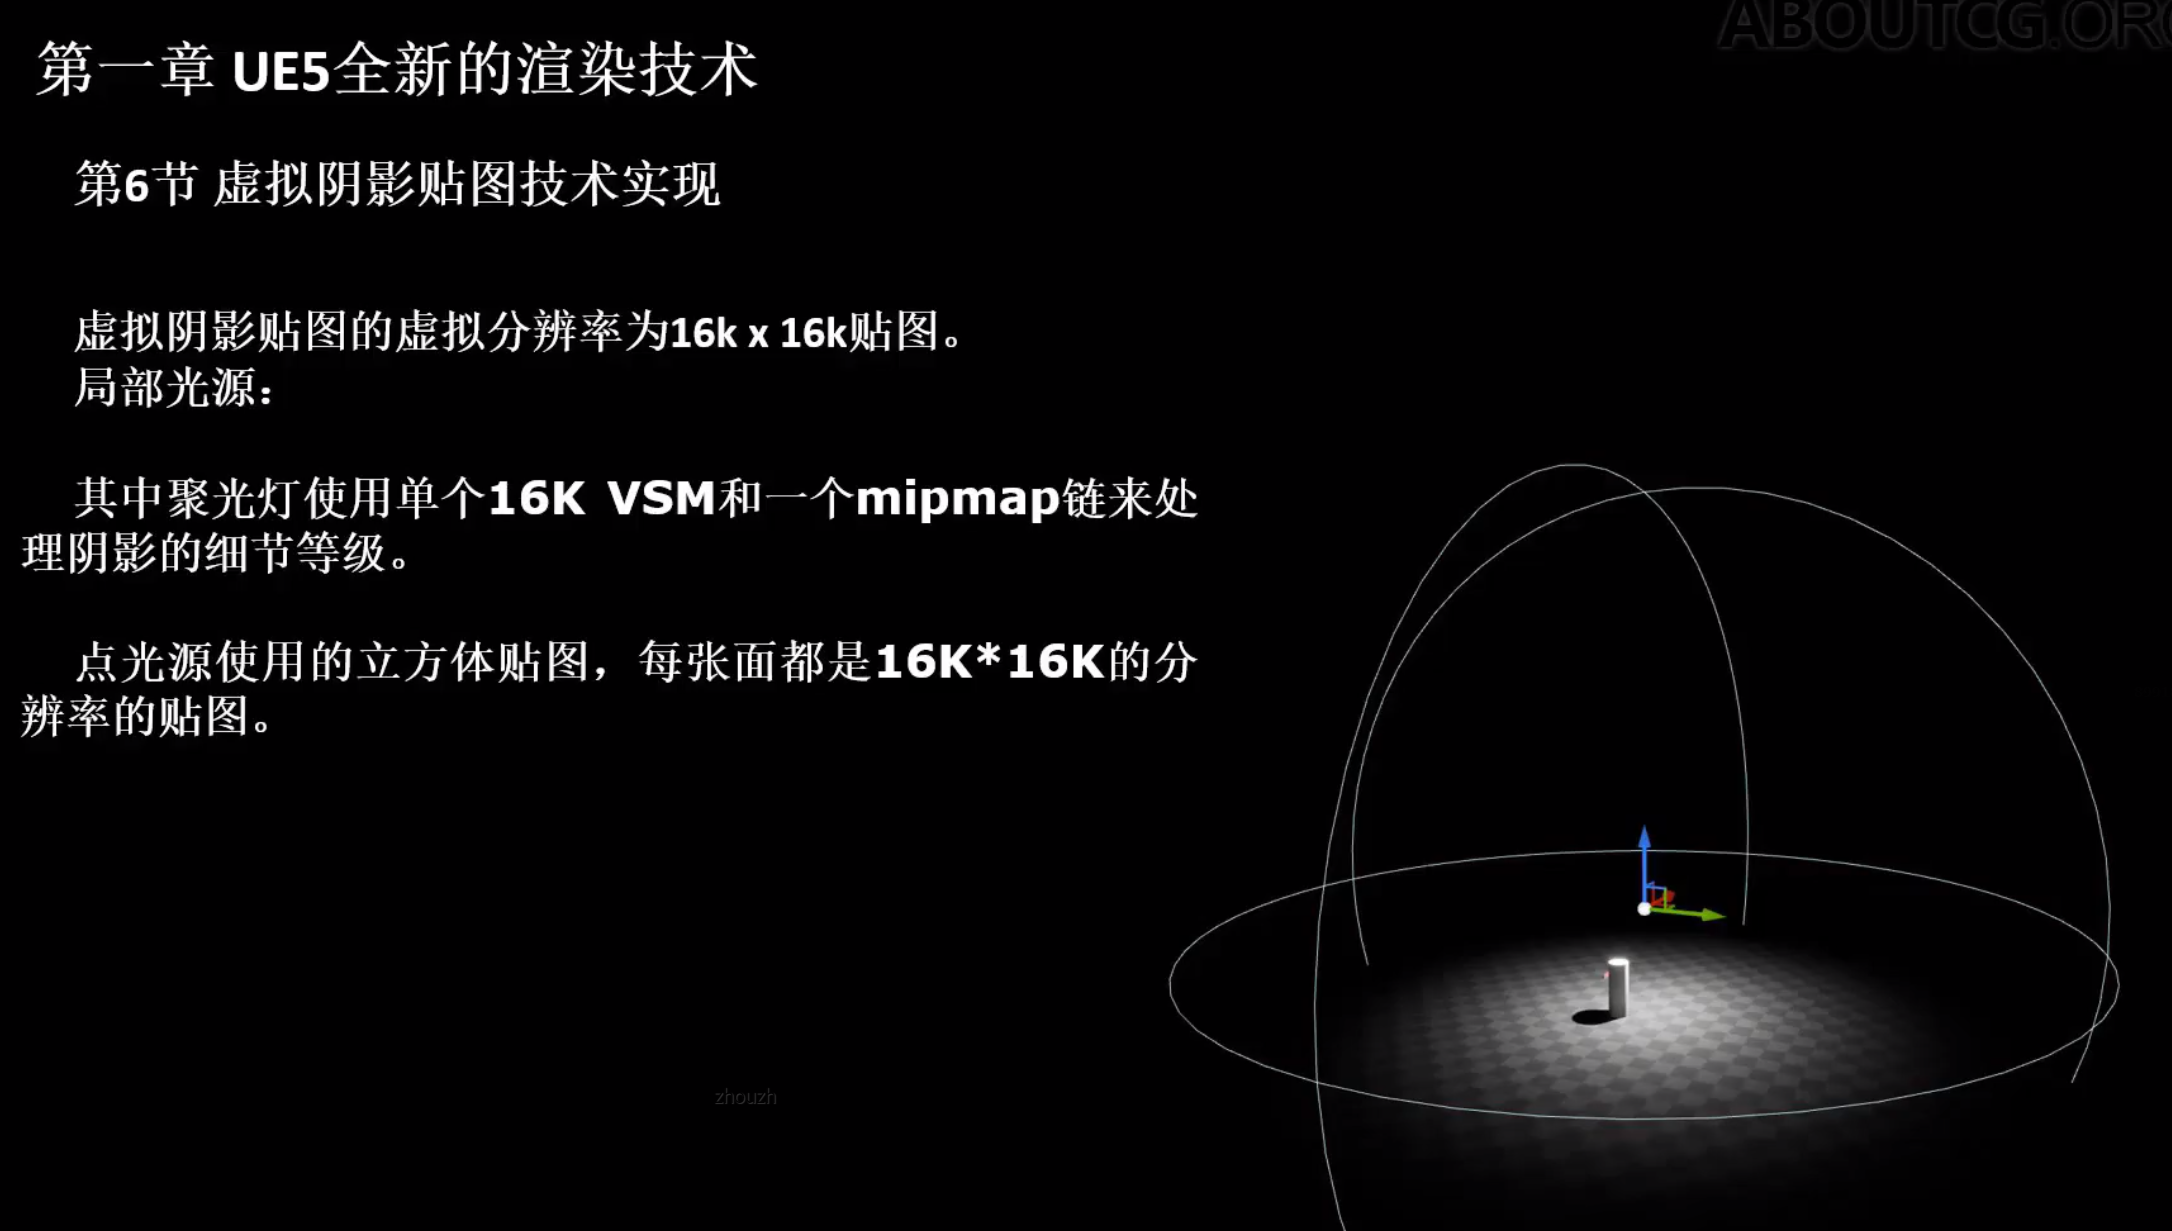 ABOUTCG.ORG
第一章 UE5全新的渲染技术
第6节 虚拟阴影贴图技术实现
虚拟阴影贴图的虚拟分辨率为16k x 16k贴图。
局部光源：
其中聚光灯使用单个16K VSM和一个mipmap链来处
理阴影的细节等级。
点光源使用的立方体贴图，每张面都是16K*16K的分
辨率的贴图。
zhouzh